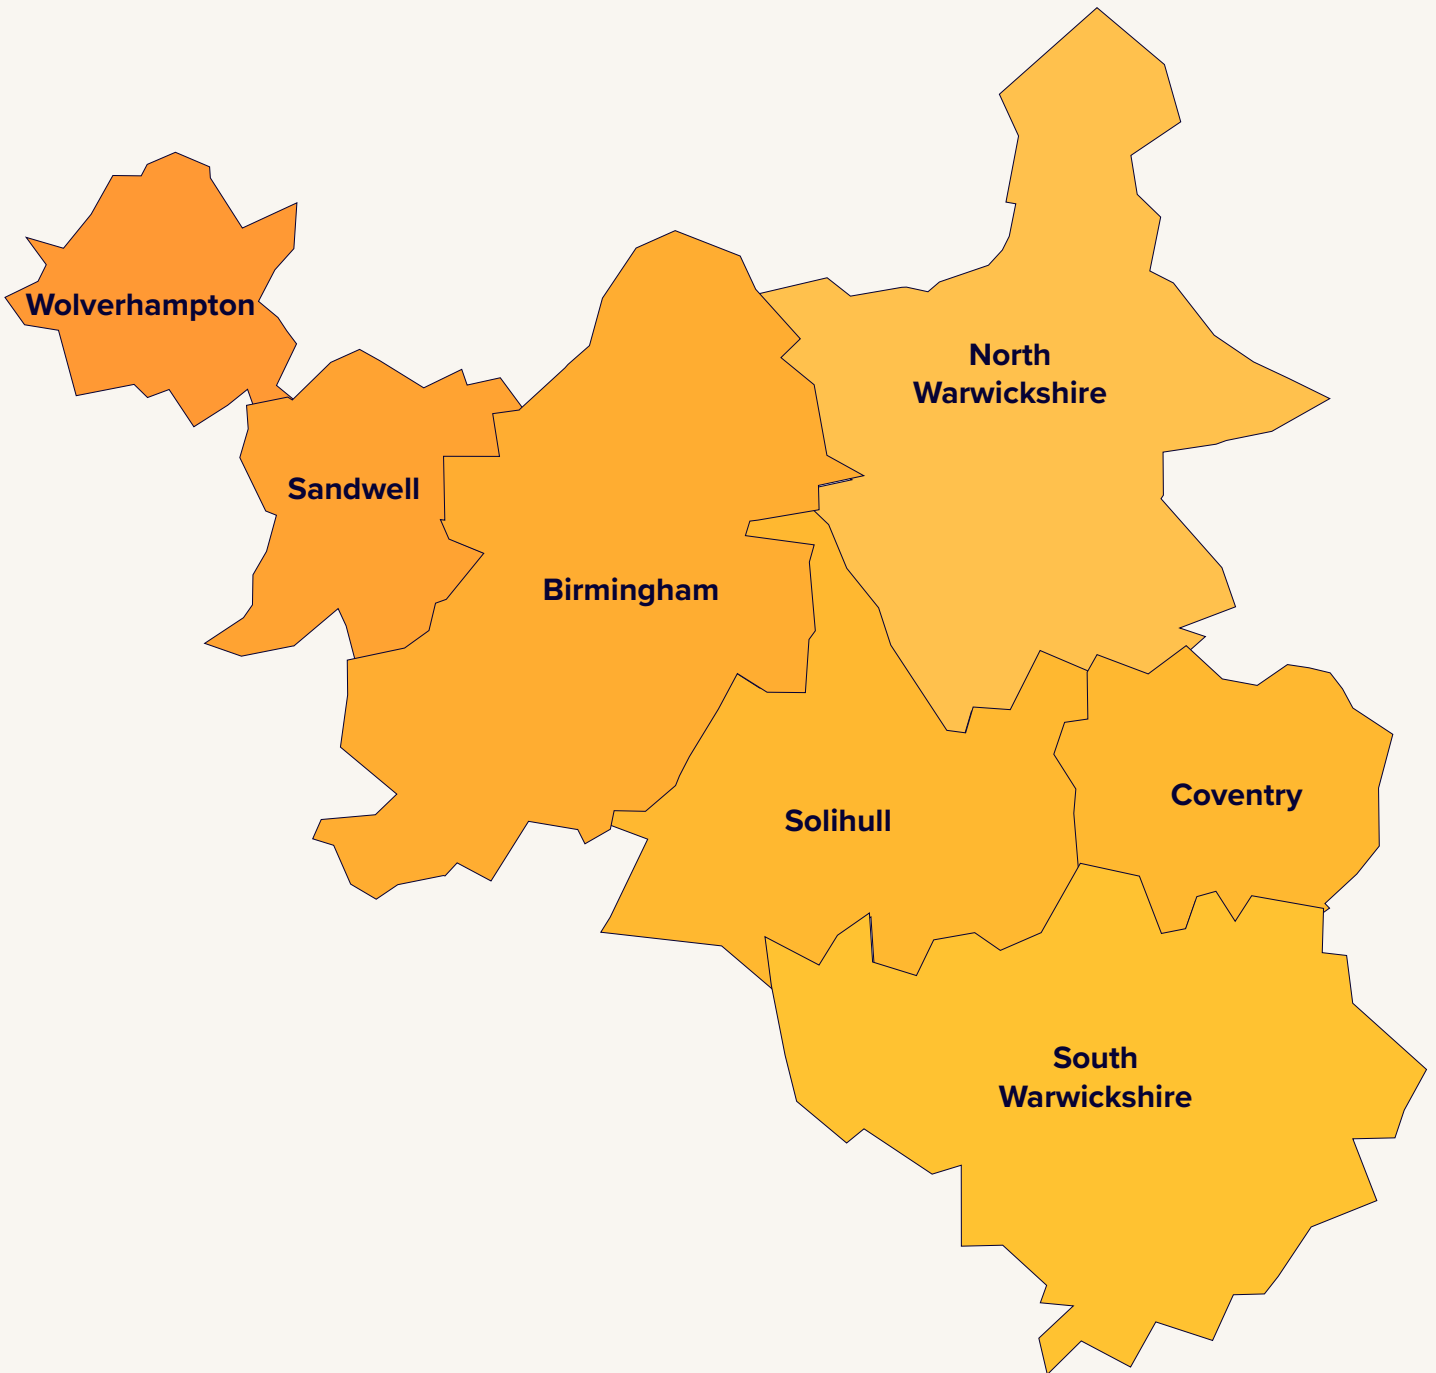 Wolverhampton
North
Warwickshire
Sandwell
Birmingham
Coventry
Solihull
South
Warwickshire